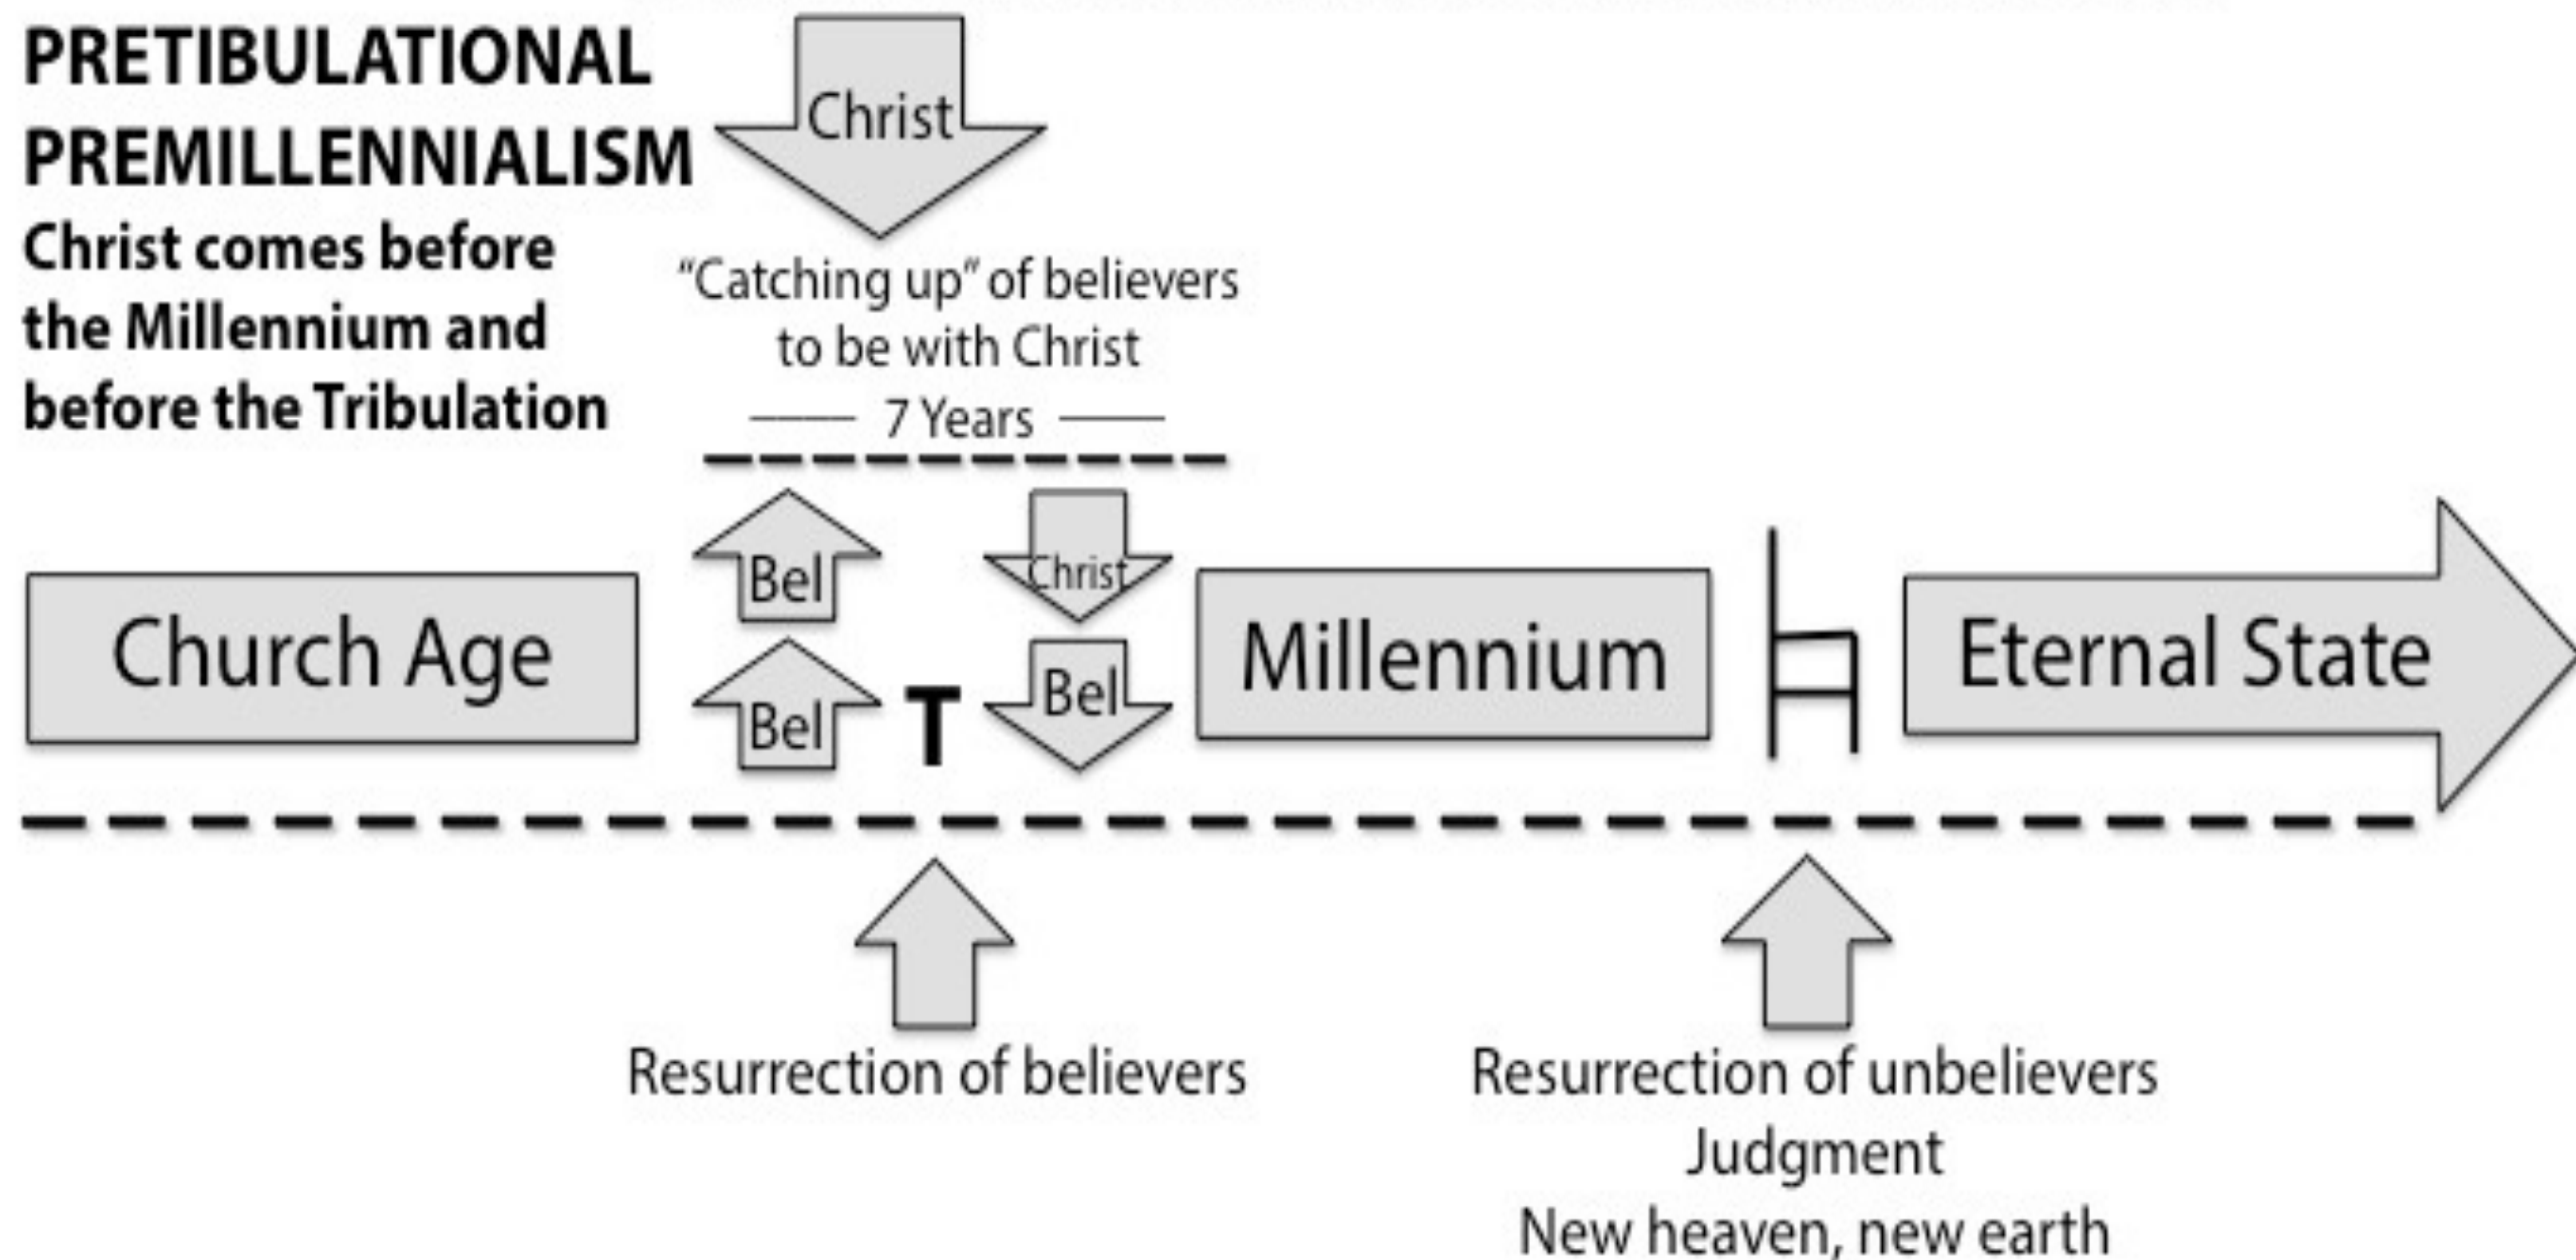 PRETIBULATIONAL
PREMILLENNIALISM
Christ comes before
the Millennium and
before the Tribulation
Christ
“Catching up” of believers
to be with Christ
7 Years
Church Age
Bel
Bel
T
Christ
Bel
Millennium
Eternal State
Resurrection of believers
Resurrection of unbelievers
Judgment
New heaven, new earth